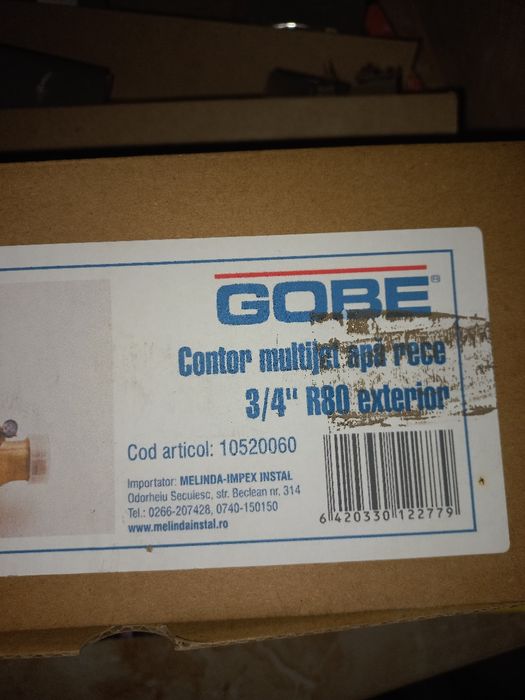 GOBE®
Contor multijet apa rece
3/4" R80 exterior
Cod articol: 10520060
Importator: MELINDA-IMPEX INSTAL
Odorheiu Secuiesc, str. Beclean nr. 314
Tel.: 0266-207428, 0740-150150
www.melindainstal.ro
6 420330 122779